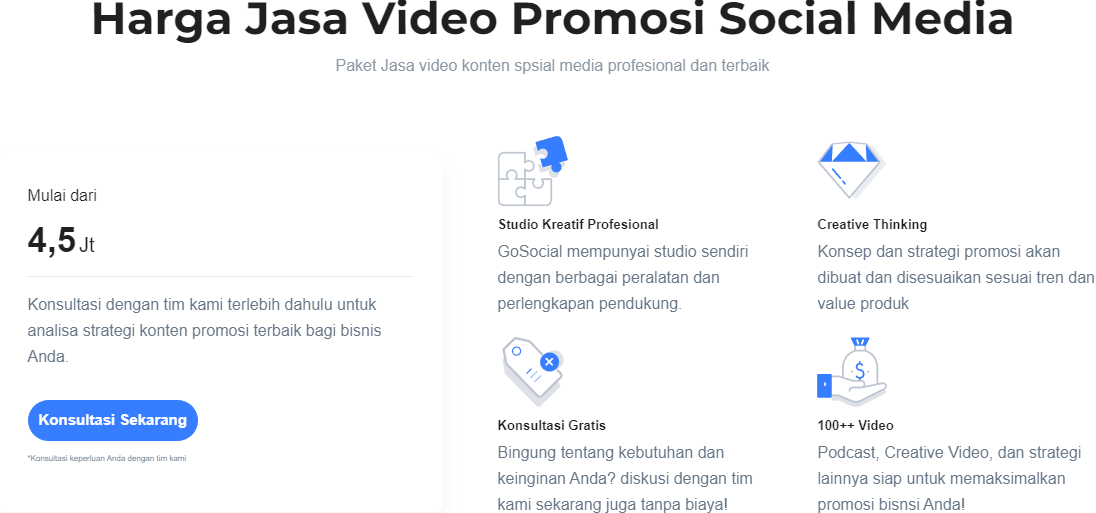 Harga Jasa Video Promosi Social Media
Paket Jasa video konten spsial media profesional dan terbaik
Mulai dari
4,5 Jt
Konsultasi dengan tim kami terlebih dahulu untuk
analisa strategi konten promosi terbaik bagi bisnis
Anda.
Konsultasi Sekarang
*Konsultasi keperluan Anda dengan tim kami
Studio Kreatif Profesional
GoSocial mempunyai studio sendiri
dengan berbagai peralatan dan
perlengkapan pendukung.
Creative Thinking
Konsep dan strategi promosi akan
dibuat dan disesuaikan sesuai tren dan
value produk
Konsultasi Gratis
Bingung tentang kebutuhan dan
keinginan Anda? diskusi dengan tim
kami sekarang juga tanpa biaya!
$
100++ Video
Podcast, Creative Video, dan strategi
lainnya siap untuk memaksimalkan
promosi bisnsi Anda!